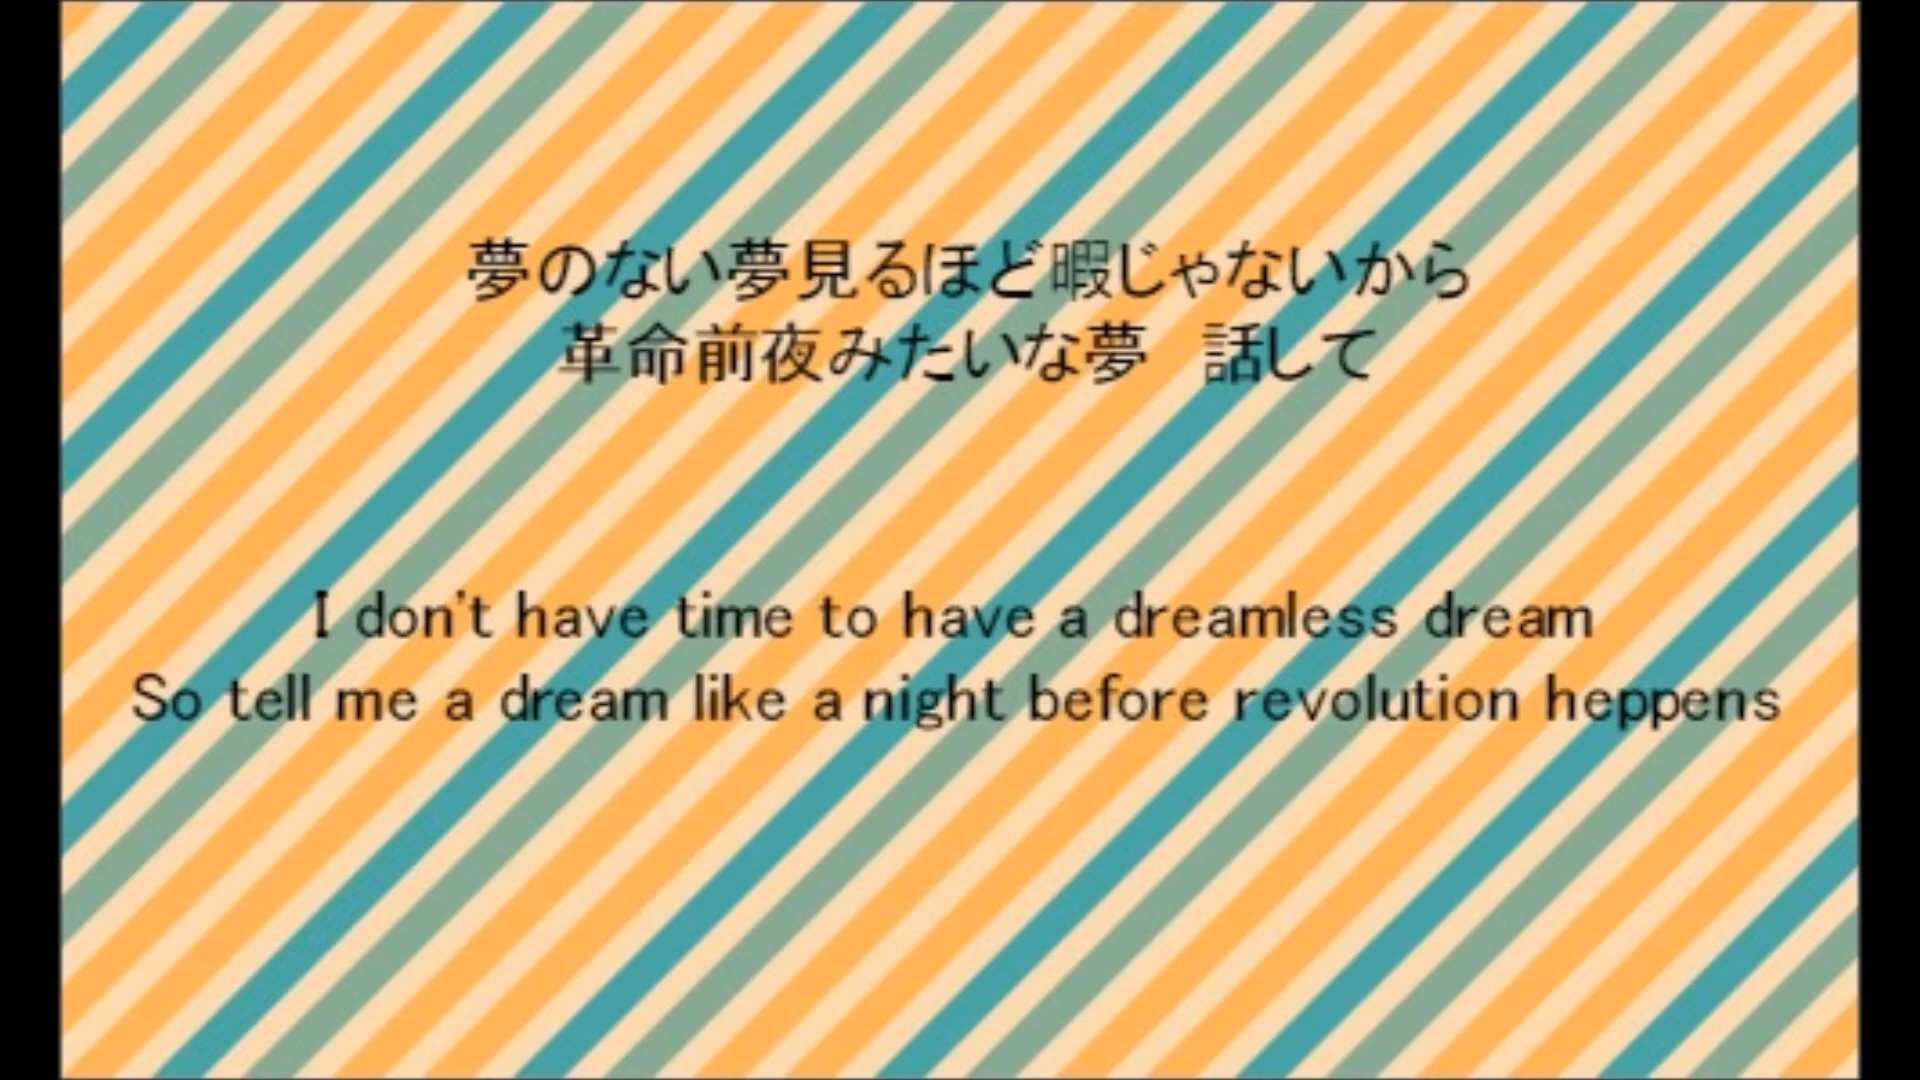 夢のない夢見るほど暇じゃないから
革命前夜みたいな夢　話して
I don't have time to have a dreamless dream
So tell me a dream like a night before revolution heppens